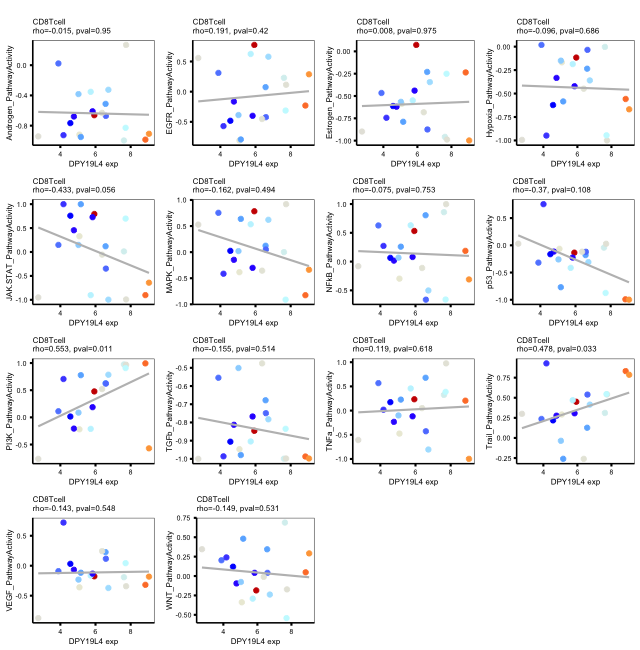 CD8Tcell
rho=-0.015, pval=0.95
Androgen_PathwayActivity
0.0
-0.5
-1.0
4
6
8
DPY19L4 exp
CD8Tcell
rho=0.191, pval=0.42
EGFR_PathwayActivity
0.5
0.0
-0.5
4
6
8
DPY19L4 exp
CD8Tcell
rho=0.008, pval=0.975
Estrogen_PathwayActivity
0.00
-0.25
-0.50
-0.75
-1.00
4
6
8
DPY19L4 exp
CD8Tcell
rho=-0.096, pval=0.686
Hypoxia_PathwayActivity
0.00
-0.25
-0.50
-0.75
-1.00
4
6
8
DPY19L4 exp
CD8Tcell
rho=-0.433, pval=0.056
JAK.STAT_PathwayActivity
1.0
0.5
0.0
-0.5
-1.0
4
6
8
DPY19L4 exp
CD8Tcell
rho=-0.162, pval=0.494
MAPK_PathwayActivity
1.0
0.5
0.0
-0.5
-1.0
4
6
8
DPY19L4 exp
CD8Tcell
rho=-0.075, pval=0.753
NFkB_PathwayActivity
1.0
0.5
0.0
-0.5
4
6
8
DPY19L4 exp
CD8Tcell
rho=-0.37, pval=0.108
p53_PathwayActivity
0.5
0.0
-0.5
-1.0
4
6
8
DPY19L4 exp
CD8Tcell
rho=0.553, pval=0.011
PI3K_PathwayActivity
1.0
0.5
0.0
-0.5
4
6
8
DPY19L4 exp
CD8Tcell
rho=-0.155, pval=0.514
TGFb_PathwayActivity
-0.4
-0.6
-0.8
-1.0
4
6
8
DPY19L4 exp
CD8Tcell
rho=0.119, pval=0.618
TNFa_PathwayActivity
1.0
0.5
0.0
-0.5
-1.0
4
6
8
DPY19L4 exp
CD8Tcell
rho=0.478, pval=0.033
Trail_PathwayActivity
1.00
0.75
0.50
0.25
0.00
-0.25
4
6
8
DPY19L4 exp
CD8Tcell
rho=-0.143, pval=0.548
VEGF_PathwayActivity
0.5
0.0
-0.5
4
6
8
DPY19L4 exp
CD8Tcell
rho=-0.149, pval=0.531
WNT_PathwayActivity
0.75
0.50
0.25
0.00
-0.25
-0.50
4
6
8
DPY19L4 exp